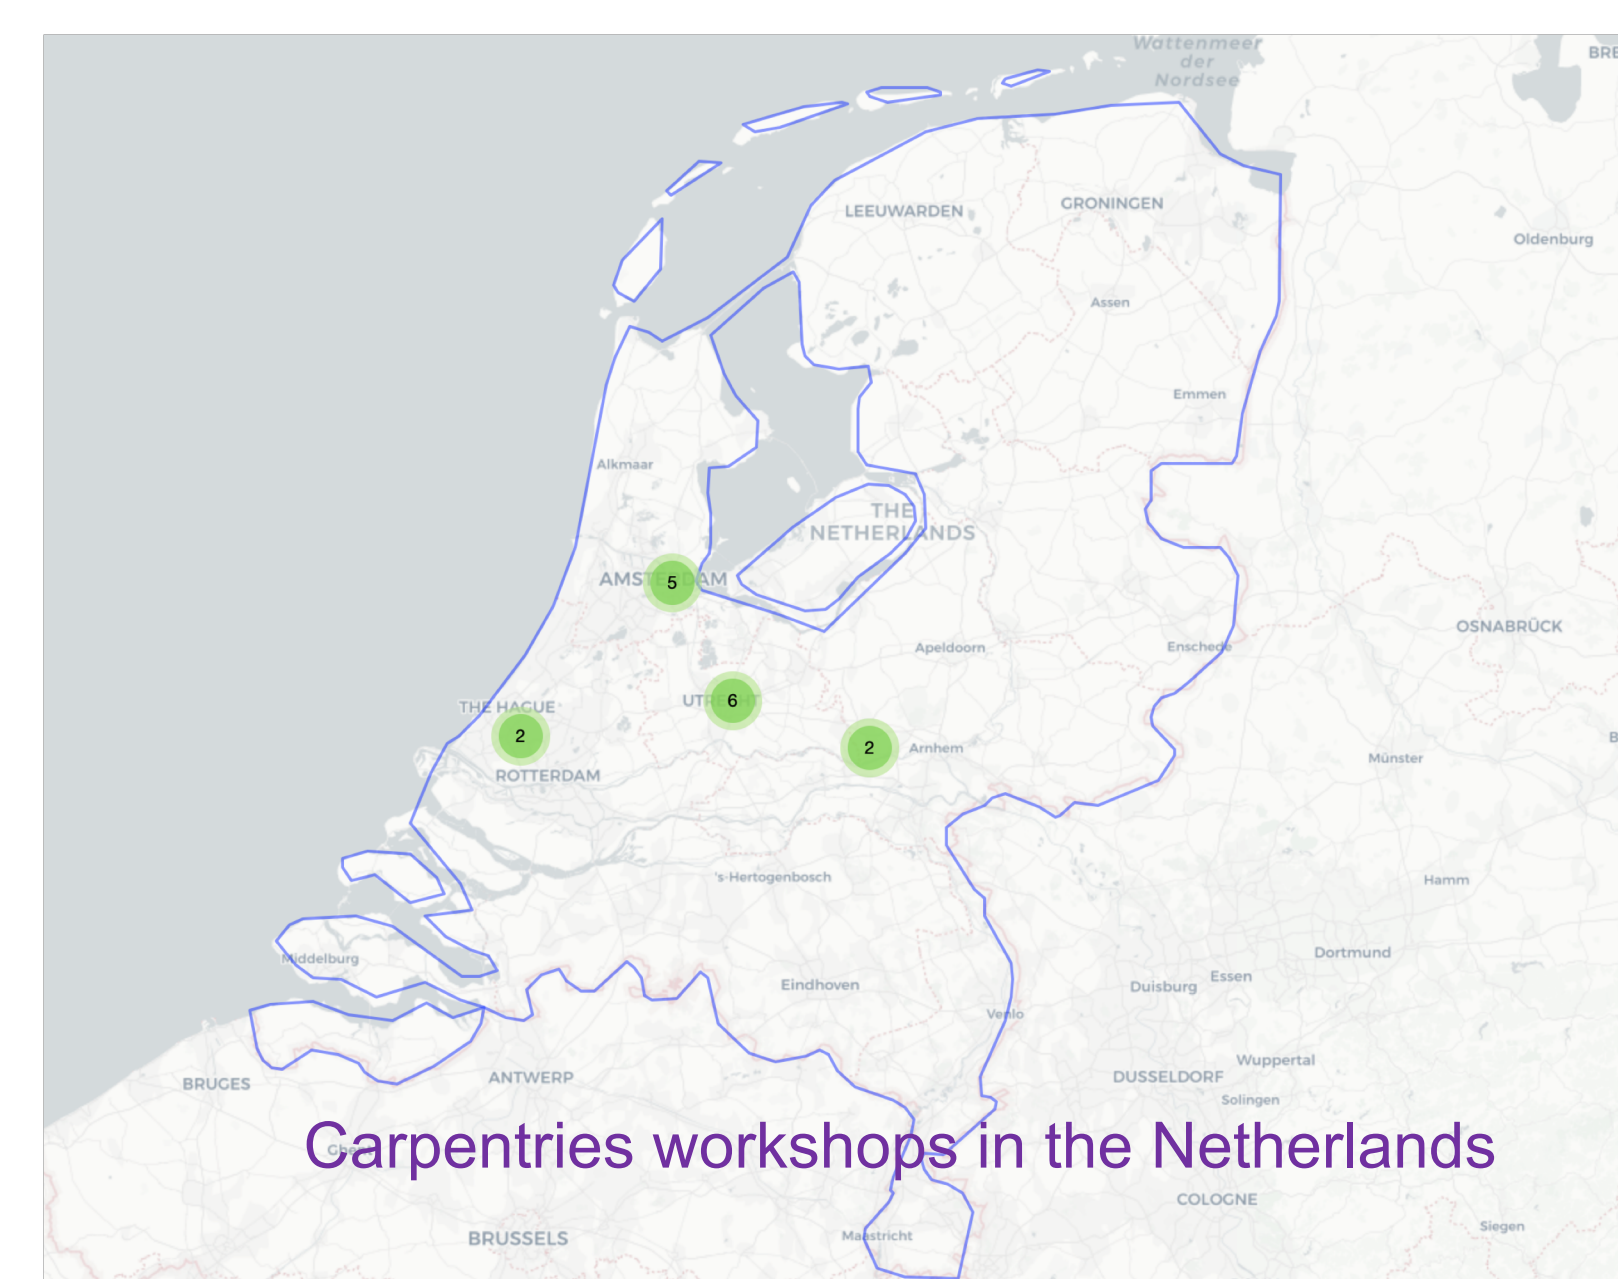 Wattenmeer
der
Nordsee
BRE
LEEUWARDEN
GRONINGEN
Oldenburg
Assen
Emmen
Alkmaar
THE
NETHERLANDS
AMSTERDAM
5
OSNABRÜCK
Apeldoorn
Enschede
UTRECHT
6
THE HAGUE
2
2
Arnhem
B
Münster
ROTTERDAM
's-Hertogenbosch
Hamm
Middelburg
Dortmund
Essen
Eindhoven
Duisburg
Venlo
Wuppertal
BRUGES
ANTWERP
DUSSELDORF
Solingen
Carpentries workshops in the Netherlands
Ghent
COLOGNE
Siegen
BRUSSELS
Maastricht